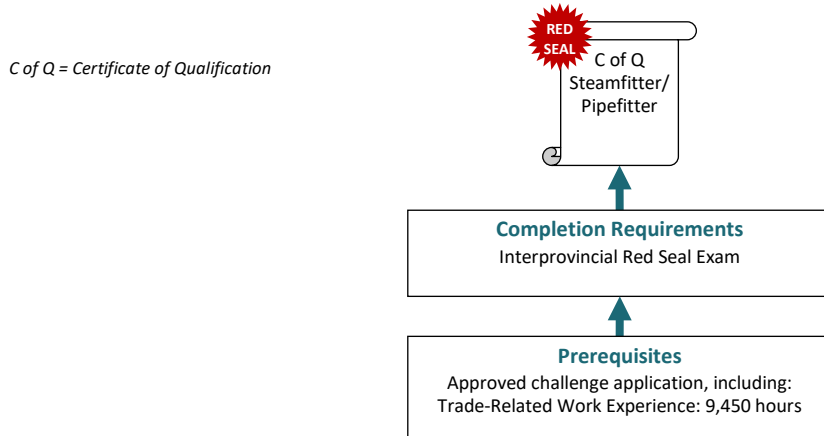 RED
SEAL
C of Q
Steamfitter/
Pipefitter
C of Q = Certificate of Qualification
Completion Requirements
Interprovincial Red Seal Exam
Prerequisites
Approved challenge application, including:
Trade-Related Work Experience: 9,450 hours